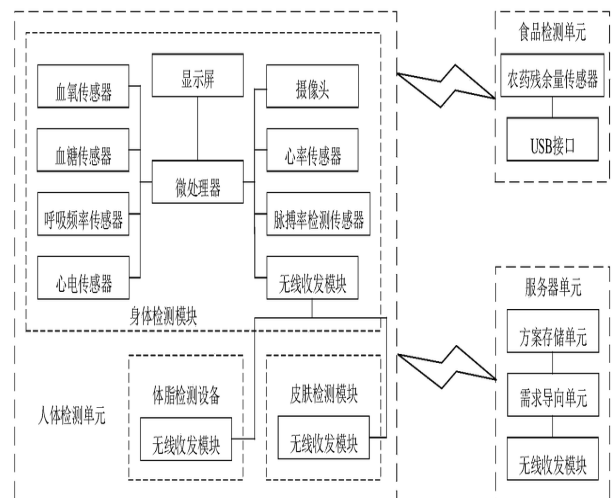 血氧传感器
血糖传感器
呼吸频率传感器
心电传感器
显示屏
微处理器
摄像头
心率传感器
脉搏率检测传感器
无线收发模块
身体检测模块
人体检测单元
体脂检测设备
无线收发模块
皮肤检测模块
无线收发模块
食品检测单元
农药残余量传感器
USB接口
服务器单元
方案存储单元
需求导向单元
无线收发模块